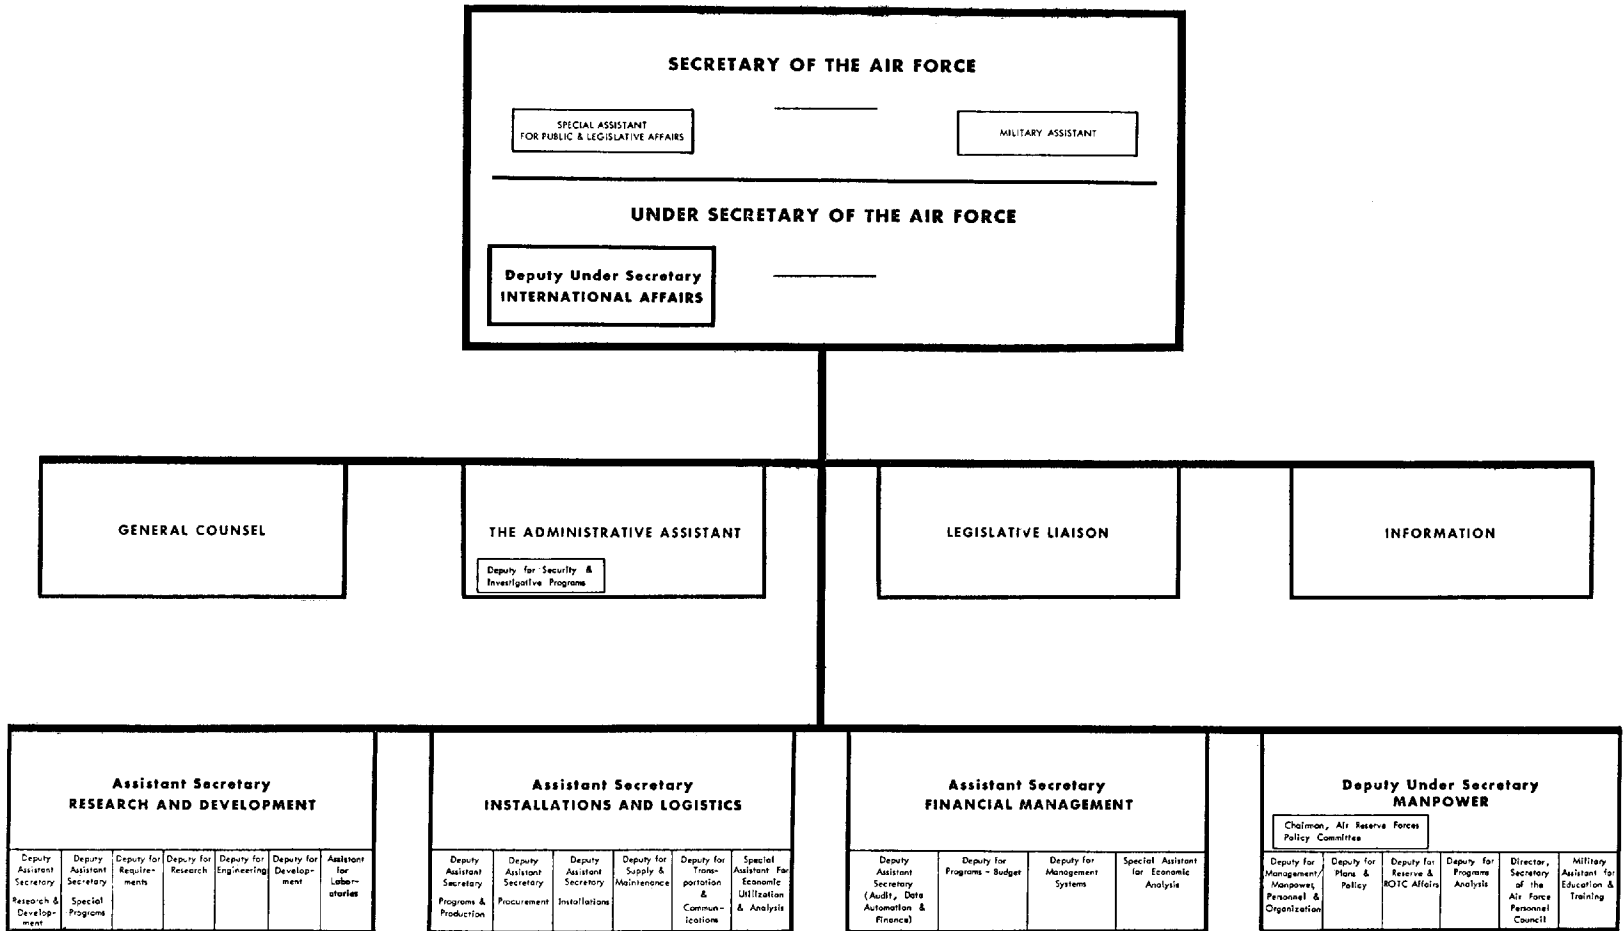 SECRETARY OF THE AIR FORCE
SPECIAL ASSISTANT
FOR PUBLIC & LEGISLATIVE AFFAIRS
MILITARY ASSISTANT
UNDER SECRETARY OF THE AIR FORCE
Deputy Under Secretary
INTERNATIONAL AFFAIRS
GENERAL COUNSEL
THE ADMINISTRATIVE ASSISTANT
Deputy for Security &
Investigative Programs
LEGISLATIVE LIAISON
INFORMATION
Assistant Secretary
RESEARCH AND DEVELOPMENT
Deputy
Assistant
Secretary
Research &
Develop-
ment
Deputy
Assistant
Secretary
Special
Programs
Deputy for
Require-
ments
Deputy for
Research
Deputy for
Engineering
Deputy for
Develop-
ment
Assistant
for
Labor-
atories
Assistant Secretary
INSTALLATIONS AND LOGISTICS
Deputy
Assistant
Secretary
Programs &
Production
Deputy
Assistant
Secretary
Procurement
Deputy
Assistant
Secretary
Installations
Deputy for
Supply &
Maintenance
Deputy for
Trans-
portation
&
Commun-
ications
Special
Assistant For
Economic
Utilization
& Analysis
Assistant Secretary
FINANCIAL MANAGEMENT
Deputy
Assistant
Secretary
(Audit, Data
Automation &
Finance)
Deputy for
Programs - Budget
Deputy for
Management
Systems
Special Assistant
for Economic
Analysis
Deputy Under Secretary
MANPOWER
Chairman, Air Reserve Forces
Policy Committee
Deputy for
Management/
Manpower,
Personnel &
Organization
Deputy for
Plans &
Policy
Deputy for
Reserve &
ROTC Affairs
Deputy for
Programs
Analysis
Director,
Secretary
of the
Air Force
Personnel
Council
Military
Assistant for
Education &
Training